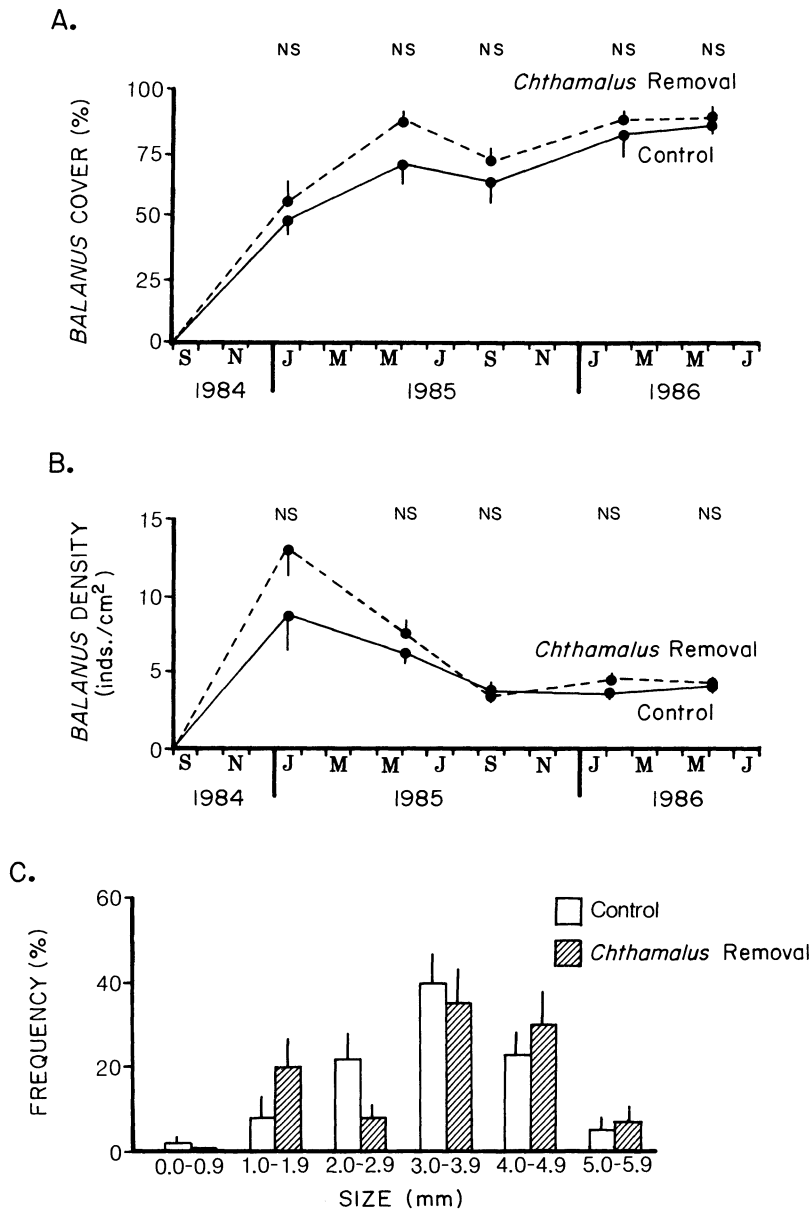 A.
NS NS NS NS NS
Chthamalus Removal
Control
BALANUS COVER (%)
100
75
50
25
0
S N J M M J S N J M M J
1984 1985 1986
B.
NS NS NS NS NS
Chthamalus Removal
Control
BALANUS DENSITY
(inds./cm²)
15
10
5
0
S N J M M J S N J M M J
1984 1985 1986
C.
Control
Chthamalus Removal
FREQUENCY (%)
60
40
20
0
0.0-0.9 1.0-1.9 2.0-2.9 3.0-3.9 4.0-4.9 5.0-5.9
SIZE (mm)